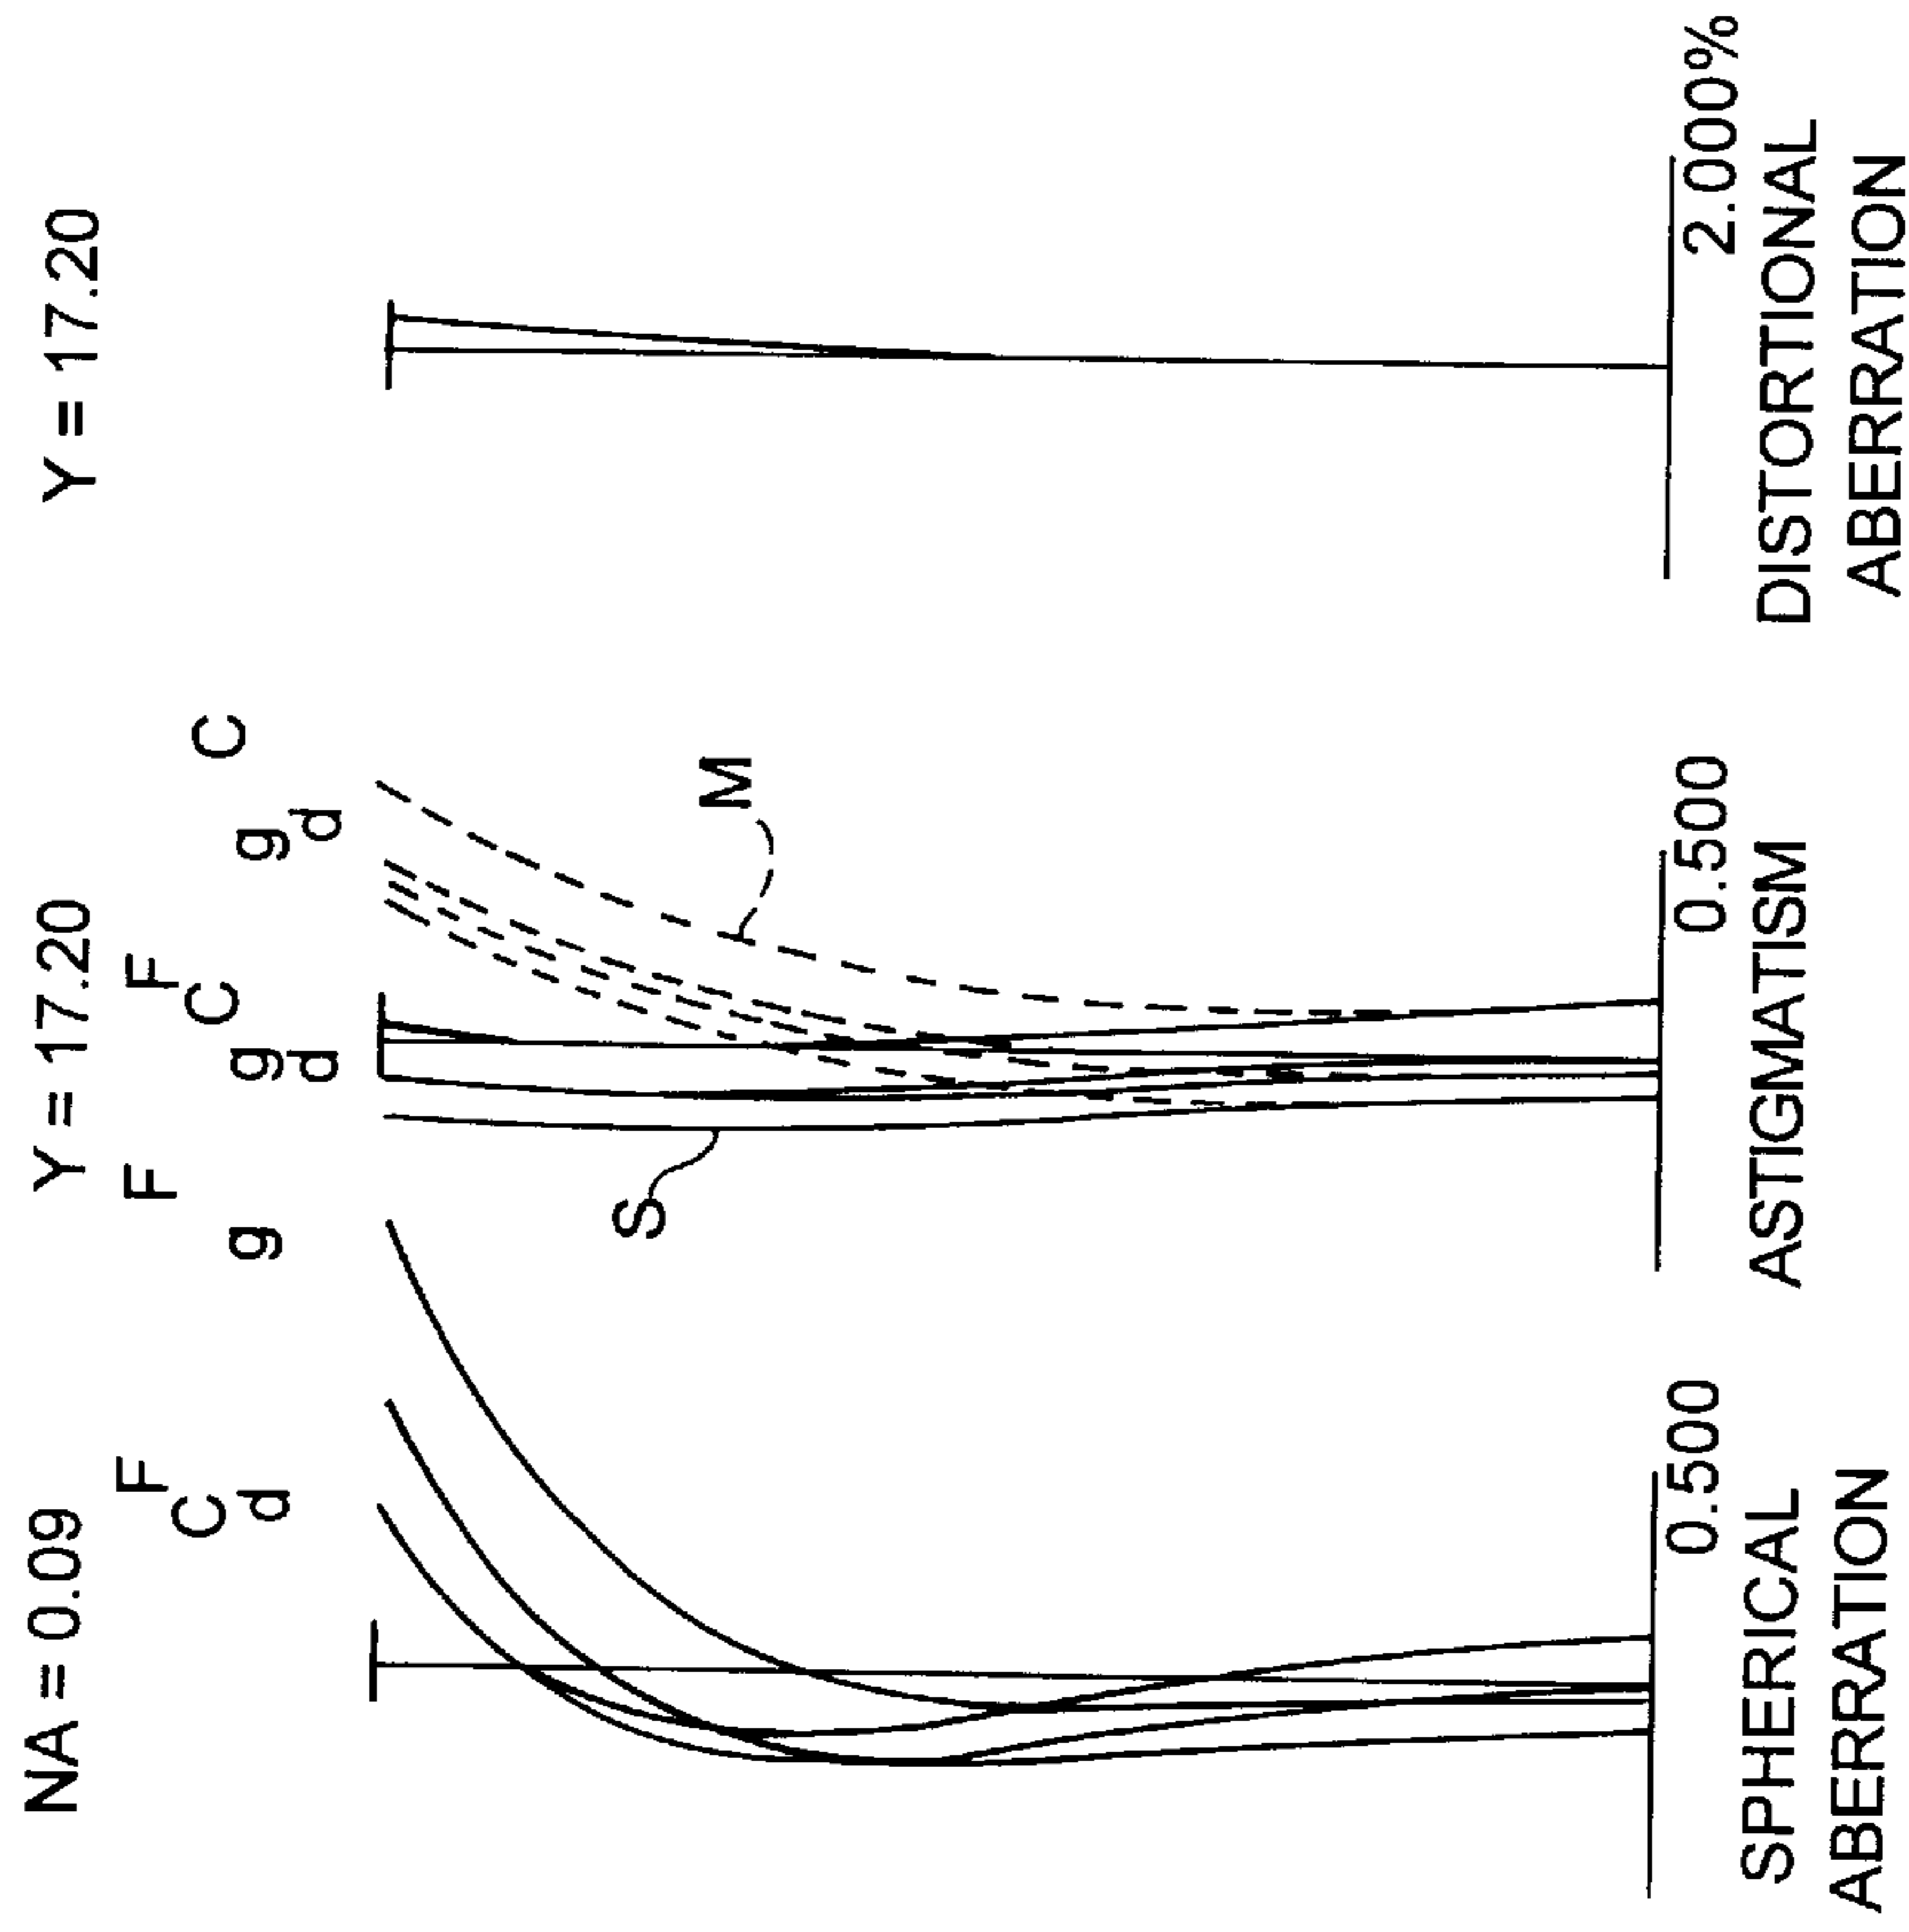 NA = 0.09
F
C
d
g
0.500
SPHERICAL
ABERRATION
Y = 17.20
F
g
d
C
F
g
d
C
S
M
0.500
ASTIGMATISM
Y = 17.20
2.000%
DISTORTIONAL
ABERRATION